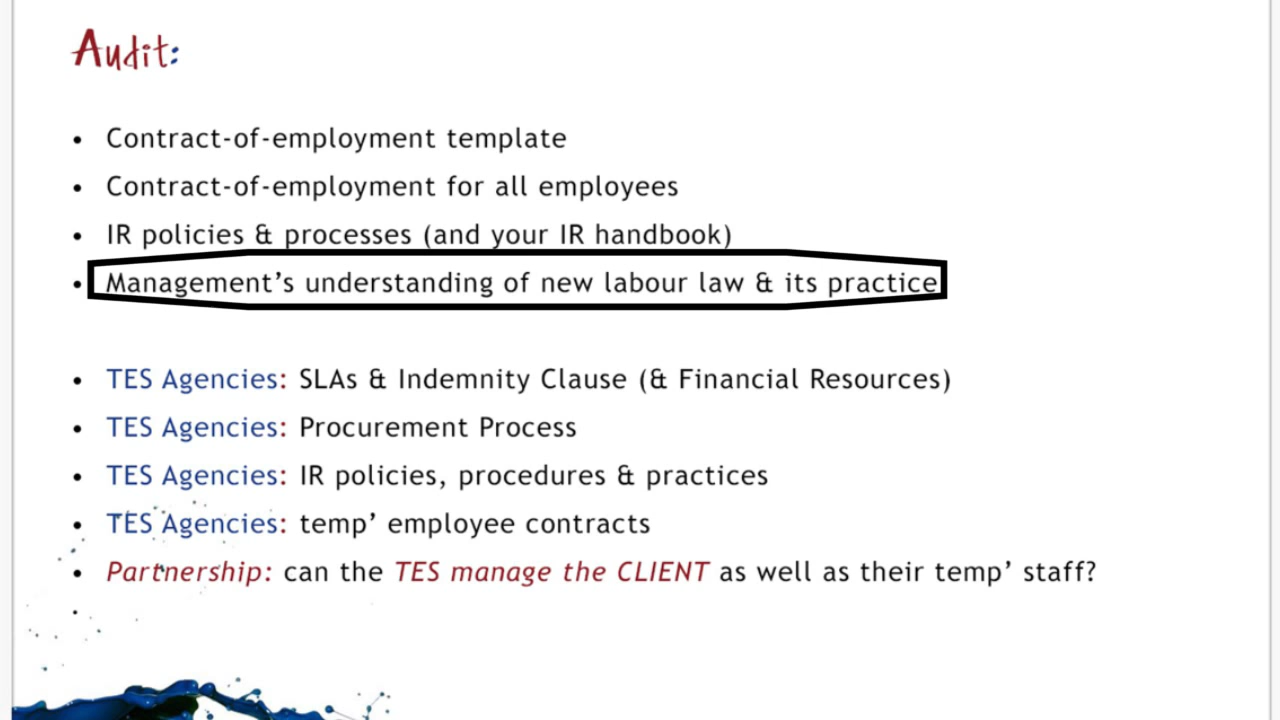 Audit:
• Contract-of-employment template
• Contract-of-employment for all employees
• IR policies & processes (and your IR handbook)
• Management’s understanding of new labour law & its practice
• TES Agencies: SLAs & Indemnity Clause (& Financial Resources)
• TES Agencies: Procurement Process
• TES Agencies: IR policies, procedures & practices
• TES Agencies: temp’ employee contracts
• Partnership: can the TES manage the CLIENT as well as their temp’ staff?
•